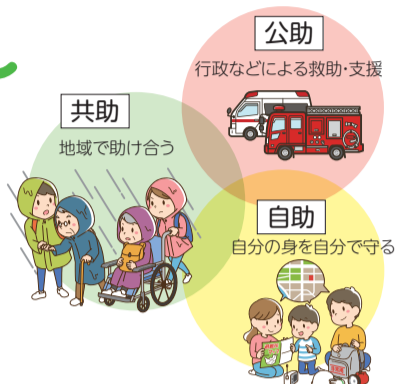 公助
行政などによる救助・支援
共助
地域で助け合う
自助
自分の身を自分で守る